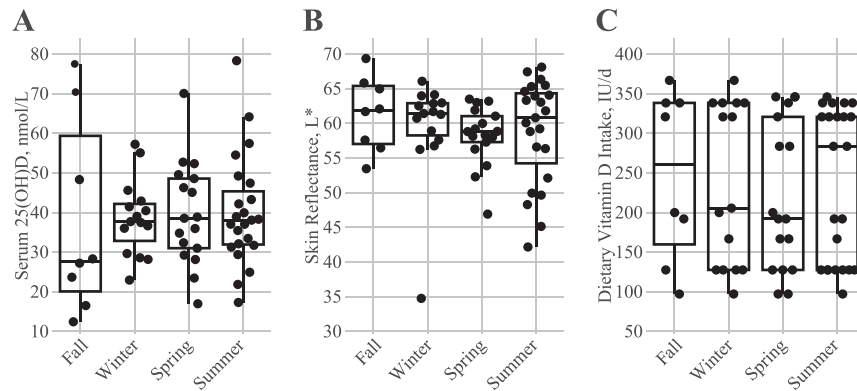 A
B
C
Serum 25(OH)D, nmol/L
80
70
60
50
40
30
20
10
Fall
Winter
Spring
Summer
Skin Reflectance, L*
70
65
60
55
50
45
40
35
30
Fall
Winter
Spring
Summer
Dietary Vitamin D Intake, IU/d
400
350
300
250
200
150
100
50
Fall
Winter
Spring
Summer